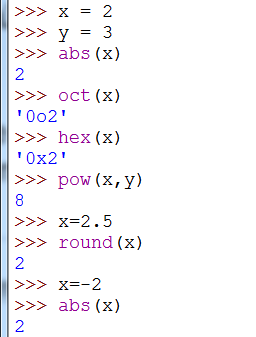 >>> x = 2
>>> y = 3
>>> abs(x)
2
>>> oct(x)
'0o2'
>>> hex(x)
'0x2'
>>> pow(x,y)
8
>>> x=2.5
>>> round(x)
2
>>> x=-2
>>> abs(x)
2